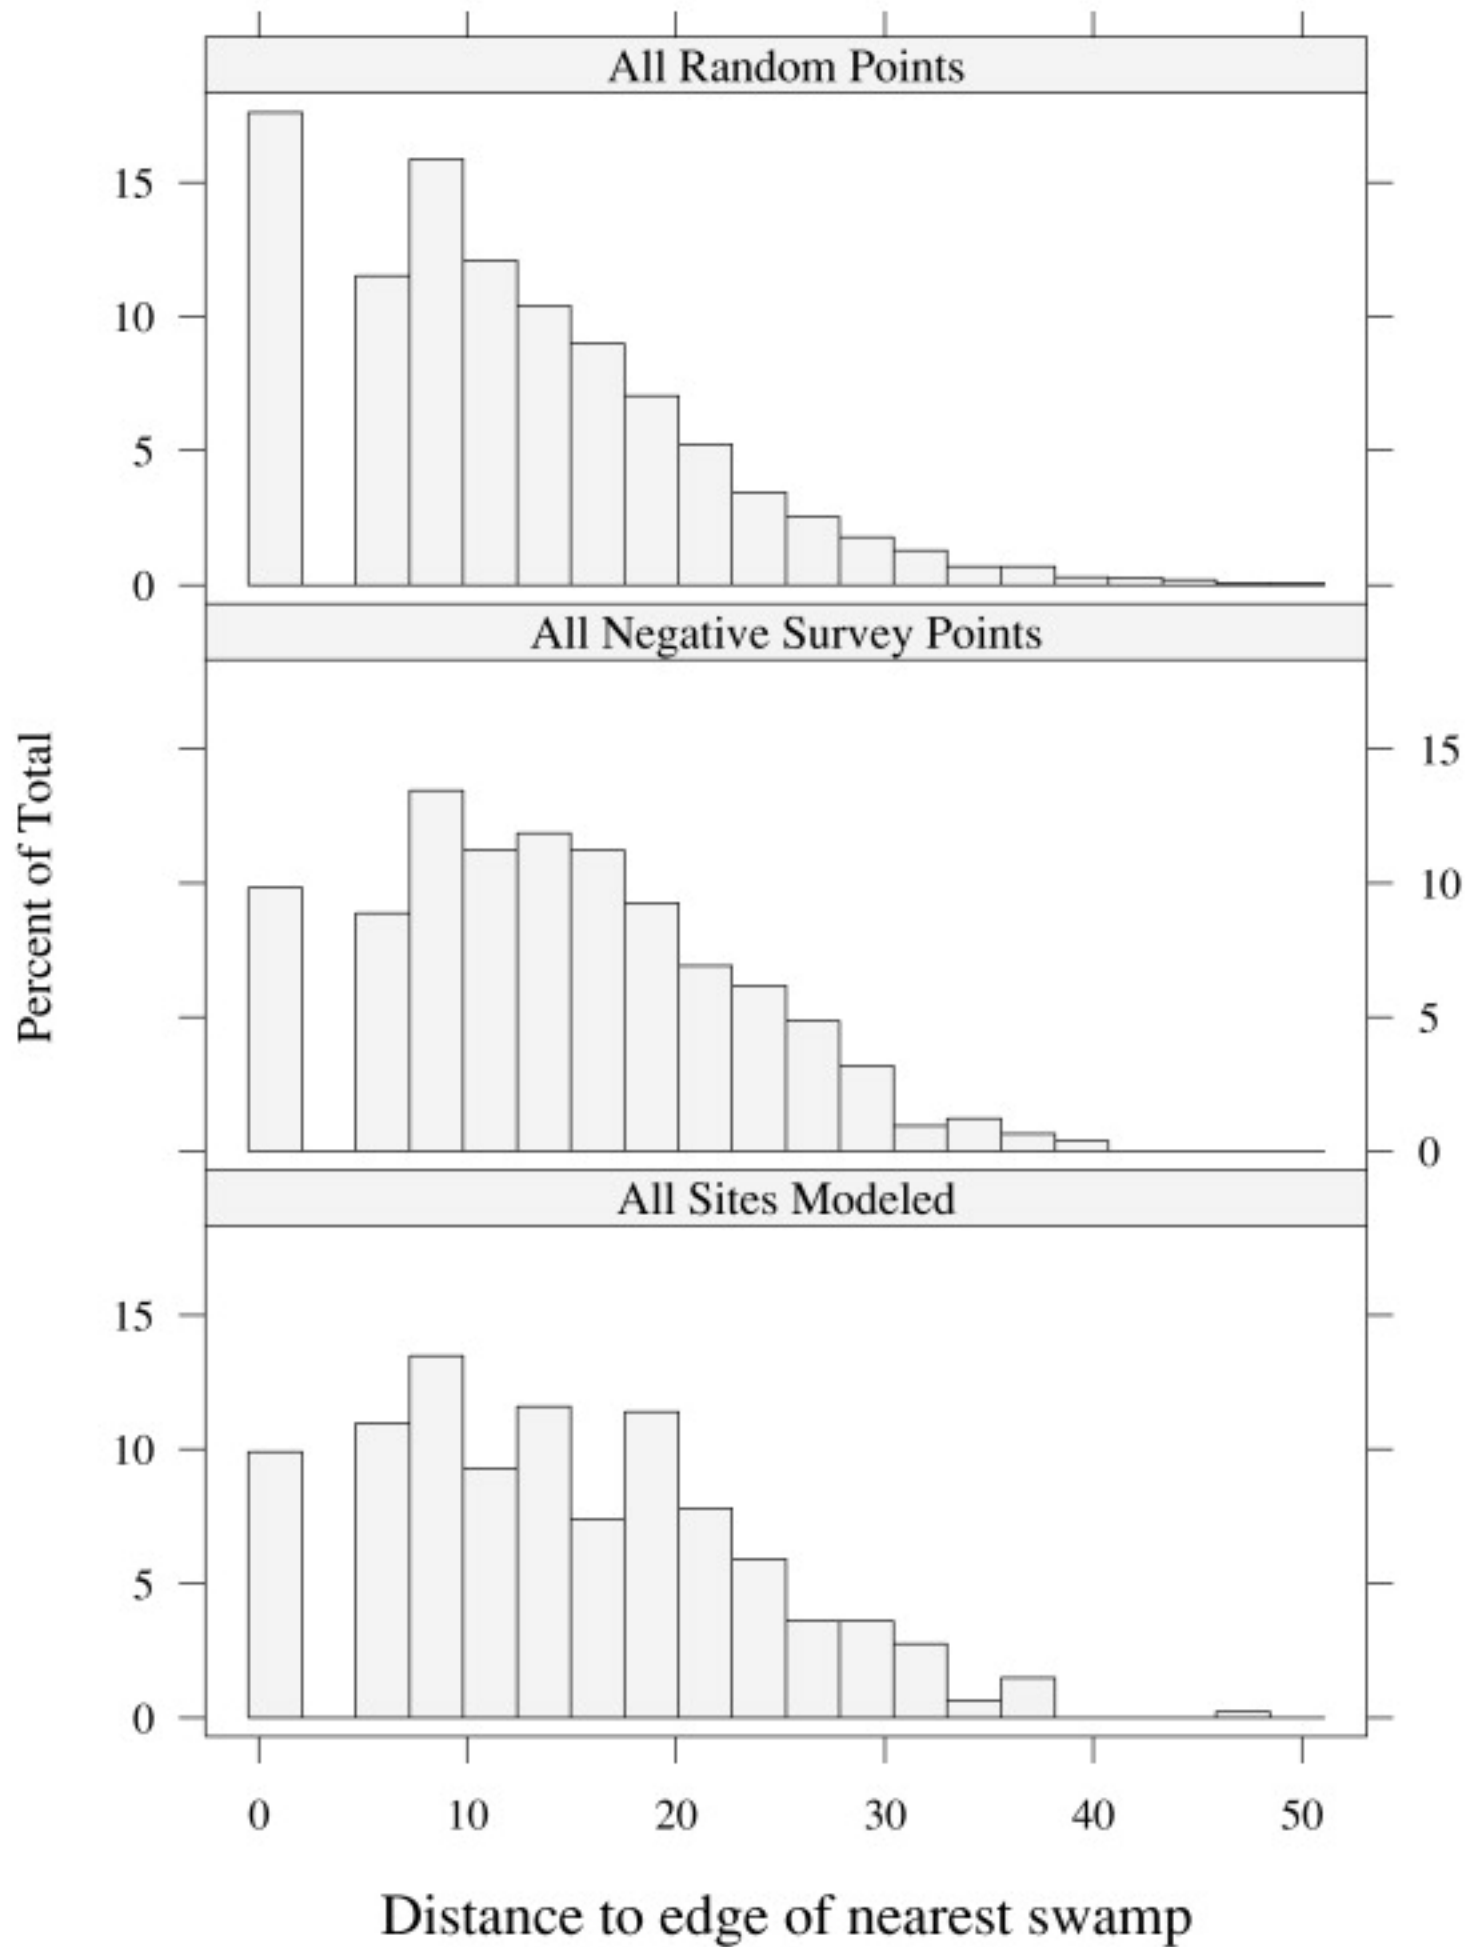 All Random Points
15
10
5
0
All Negative Survey Points
15
10
5
0
Percent of Total
All Sites Modeled
15
10
5
0
0 10 20 30 40 50
Distance to edge of nearest swamp